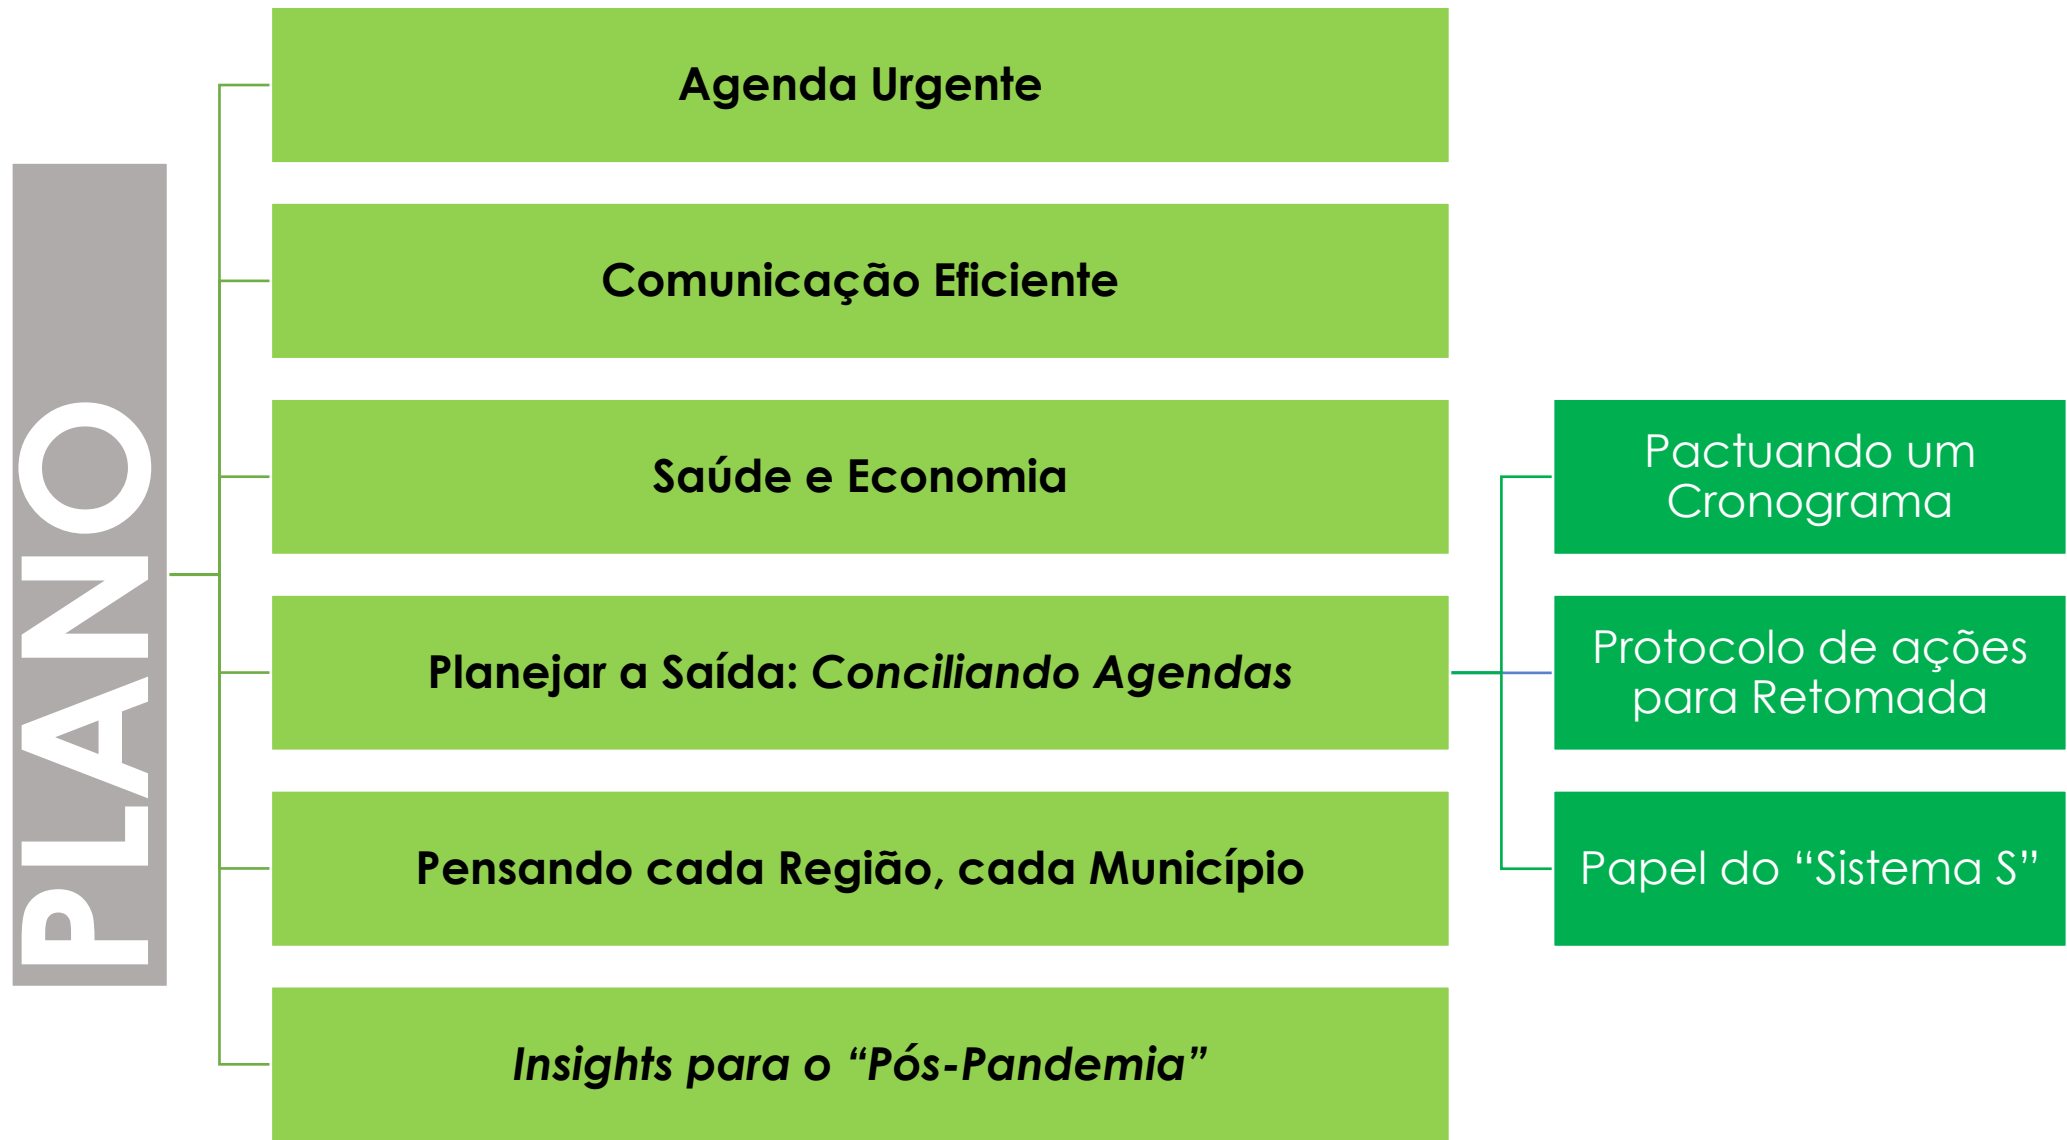 PLANO
Agenda Urgente
Comunicação Eficiente
Saúde e Economia
Planejar a Saída: Conciliando Agendas
Pensando cada Região, cada Município
Insights para o “Pós-Pandemia”
Pactuando um
Cronograma
Protocolo de ações
para Retomada
Papel do “Sistema S”